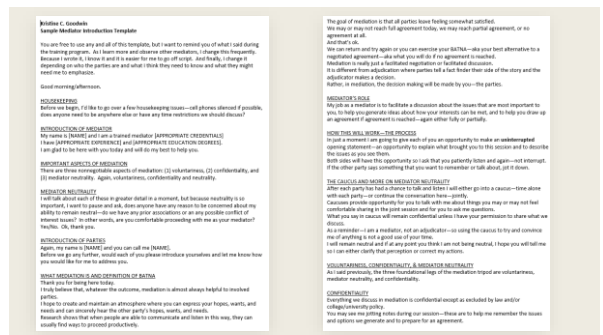 Kristine C. Goodwin
Sample Mediator Introduction Template
You are free to use any and all of this template, but I want to remind you of what I said during
the training program.  As I learn more and observe other mediators, I change this frequently.
Because I wrote it, I know it and it is easier for me to go off script.  And finally, I change it
depending on who the parties are and what I think they need to know and what they might
need me to emphasize.
Good morning/afternoon.
HOUSEKEEPING
Before we begin, I'd like to go over a few housekeeping issues—cell phones silenced if possible,
does anyone need to be anywhere else or have any time restrictions we should discuss?
INTRODUCTION OF MEDIATOR
My name is [NAME] and I am a trained mediator [APPROPRIATE CREDENTIALS]
I have [APPROPRIATE EXPERIENCE] and [APPROPRIATE EDUCATION DEGREES].
I am glad to be here with you today and will do my best to help you.
IMPORTANT ASPECTS OF MEDIATION
There are three nonnegotiable aspects of mediation: (1) voluntariness, (2) confidentiality, and
(3) mediator neutrality.  Again, voluntariness, confidentiality and neutrality.
MEDIATOR NEUTRALITY
I will talk about each of these in greater detail in a moment, but because neutrality is so
important, I want to pause and ask, does anyone have any reason to be concerned about my
ability to remain neutral—do we have any prior associations or an any possible conflict of
interest issues?  In other words, are you comfortable proceeding with me as your mediator?
Yes/No.  Ok, thank you.
INTRODUCTION OF PARTIES
Again, my name is [NAME] and you can call me [NAME].
Before we go any further, would each of you please introduce yourselves and let me know how
you would like for me to address you.
WHAT MEDIATION IS AND DEFINITION OF BATNA
Thank you for being here today.
I truly believe that, whatever the outcome, mediation is almost always helpful to involved
parties.
I hope to create and maintain an atmosphere where you can express your hopes, wants, and
needs and can sincerely hear the other party's hopes, wants, and needs.
Research shows that when people are able to communicate and listen in this way, they can
usually find ways to proceed productively.
The goal of mediation is that all parties leave feeling somewhat satisfied.
We may or may not reach full agreement today, we may reach partial agreement, or no
agreement at all.
And that's ok.
We can return and try again or you can exercise your BATNA—aka your best alternative to a
negotiated agreement—aka what you will do if no agreement is reached.
Mediation is really just a facilitated negotiation or facilitated discussion.
It is different from adjudication where parties tell a fact finder their side of the story and the
adjudicator makes a decision.
Rather, in mediation, the decision making will be made by you—the parties.
MEDIATOR'S ROLE
My job as a mediator is to facilitate a discussion about the issues that are most important to
you, to help you generate ideas about how your interests can be met, and to help you draw up
an agreement if agreement is reached—again either fully or partially.
HOW THIS WILL WORK—THE PROCESS
In just a moment I am going to give each of you an opportunity to make an uninterrupted
opening statement—an opportunity to explain what brought you to this session and to describe
the issues as you see them.
Both sides will have this opportunity so I ask that you patiently listen and again—not interrupt.
If the other party says something that you want to remember to talk about, jot it down.
THE CAUCUS AND MORE ON MEDIATOR NEUTRALITY
After each party has had a chance to talk and listen I will either go into a caucus—time alone
with each party—or continue the conversation here—jointly.
Caucuses provide opportunity for you to talk with me about things you may or may not feel
comfortable sharing in the joint session and for you to ask me questions.
What you say in caucus will remain confidential unless I have your permission to share what we
discuss.
As a reminder—I am a mediator, not an adjudicator—so using the caucus to try and convince
me of anything is not a good use of your time.
I will remain neutral and if at any point you think I am not being neutral, I hope you will tell me
so I can either clarify that perception or correct my actions.
VOLUNTARINESS, CONFIDENTIALITY, & MEDIATOR NEUTRALITY
As I said previously, the three foundational legs of the mediation tripod are voluntariness,
mediator neutrality, and confidentiality.
CONFIDENTIALITY
Everything we discuss in mediation is confidential except as excluded by law and/or
college/university policy.
You may see me jotting notes during our session—these are to help me remember the issues
and options we generate and to prepare for an agreement.